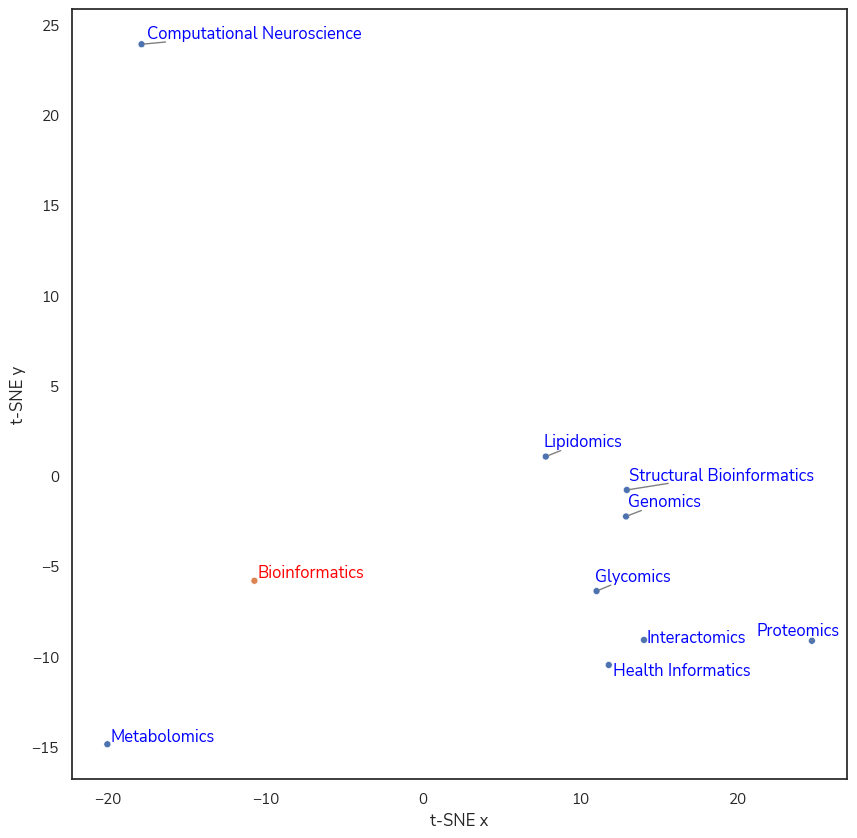 25
Computational Neuroscience
20
15
10
5
t-SNE y
Lipidomics
0
Structural Bioinformatics
Genomics
−5
Bioinformatics
Glycomics
Proteomics
Interactomics
−10
Health Informatics
Metabolomics
−15
−20
−10
0
10
20
t-SNE x